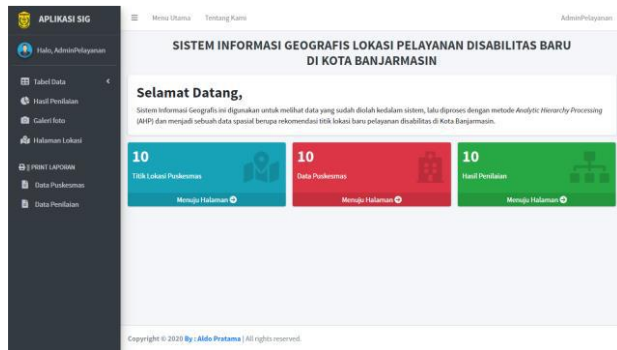 APLIKASI SIG
Menu Utama Tentang Kami AdminPelayanan
Halo, AdminPelayanan
Tabel Data
Hasil Penilaian
Galeri foto
Halaman Lokasi
|| PRINT LAPORAN
Data Puskesmas
Data Penilaian
SISTEM INFORMASI GEOGRAFIS LOKASI PELAYANAN DISABILITAS BARU
DI KOTA BANJARMASIN
Selamat Datang,
Sistem Informasi Geografis ini digunakan untuk melihat data yang sudah diolah kedalam sistem, lalu diproses dengan metode Analytic Hierarchy Processing
(AHP) dan menjadi sebuah data spasial berupa rekomendasi titik lokasi baru pelayanan disabilitas di Kota Banjarmasin.
10
Titik Lokasi Puskesmas
Menuju Halaman
10
Data Puskesmas
Menuju Halaman
10
Hasil Penilaian
Menuju Halaman
Copyright © 2020 By : Aldo Pratama | All rights reserved.